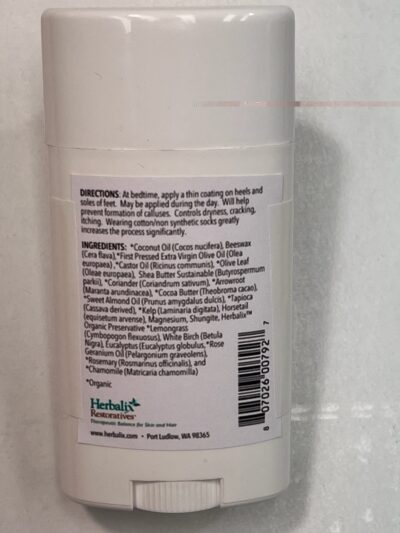 DIRECTIONS: At bedtime, apply a thin coating on heels and
soles of feet. May be applied during the day. Will help
prevent formation of calluses. Controls dryness, cracking,
itching. Wearing cotton/non synthetic socks greatly
increases the process significantly.
INGREDIENTS: *Coconut Oil (Cocos nucifera), Beeswax
(Cera flava),*First Pressed Extra Virgin Olive Oil (Olea
europaea) ,*Castor Oil (Ricinus communis), *Olive Leaf
(Oleae europaea), Shea Butter Sustainable (Butyrospermum
parkii), *Coriander (Coriandrum sativum), *Arrowroot
(Maranta arundinacea), *Cocoa Butter (Theobroma cacao),
*Sweet Almond Oil (Prunus amygdalus dulcis), *Tapioca
(Cassava derived), *Kelp (Laminaria digitata), Horsetail
(equisetum arvense), Magnesium, Shungite, Herbalix™
Organic Preservative *Lemongrass
(Cymbopogon flexuosus), White Birch (Betula
Nigra), Eucalyptus (Eucalyptus globulus,*Rose
Geranium Oil (Pelargonium graveolens),
*Rosemary (Rosmarinus officinalis), and
*Chamomile (Matricaria chamomilla)
*Organic
Herbalix
Restoratives™
Therapeutic Balance for Skin and Hair
www.herbalix.com • Port Ludlow, WA 98365
8 07026 00792 7